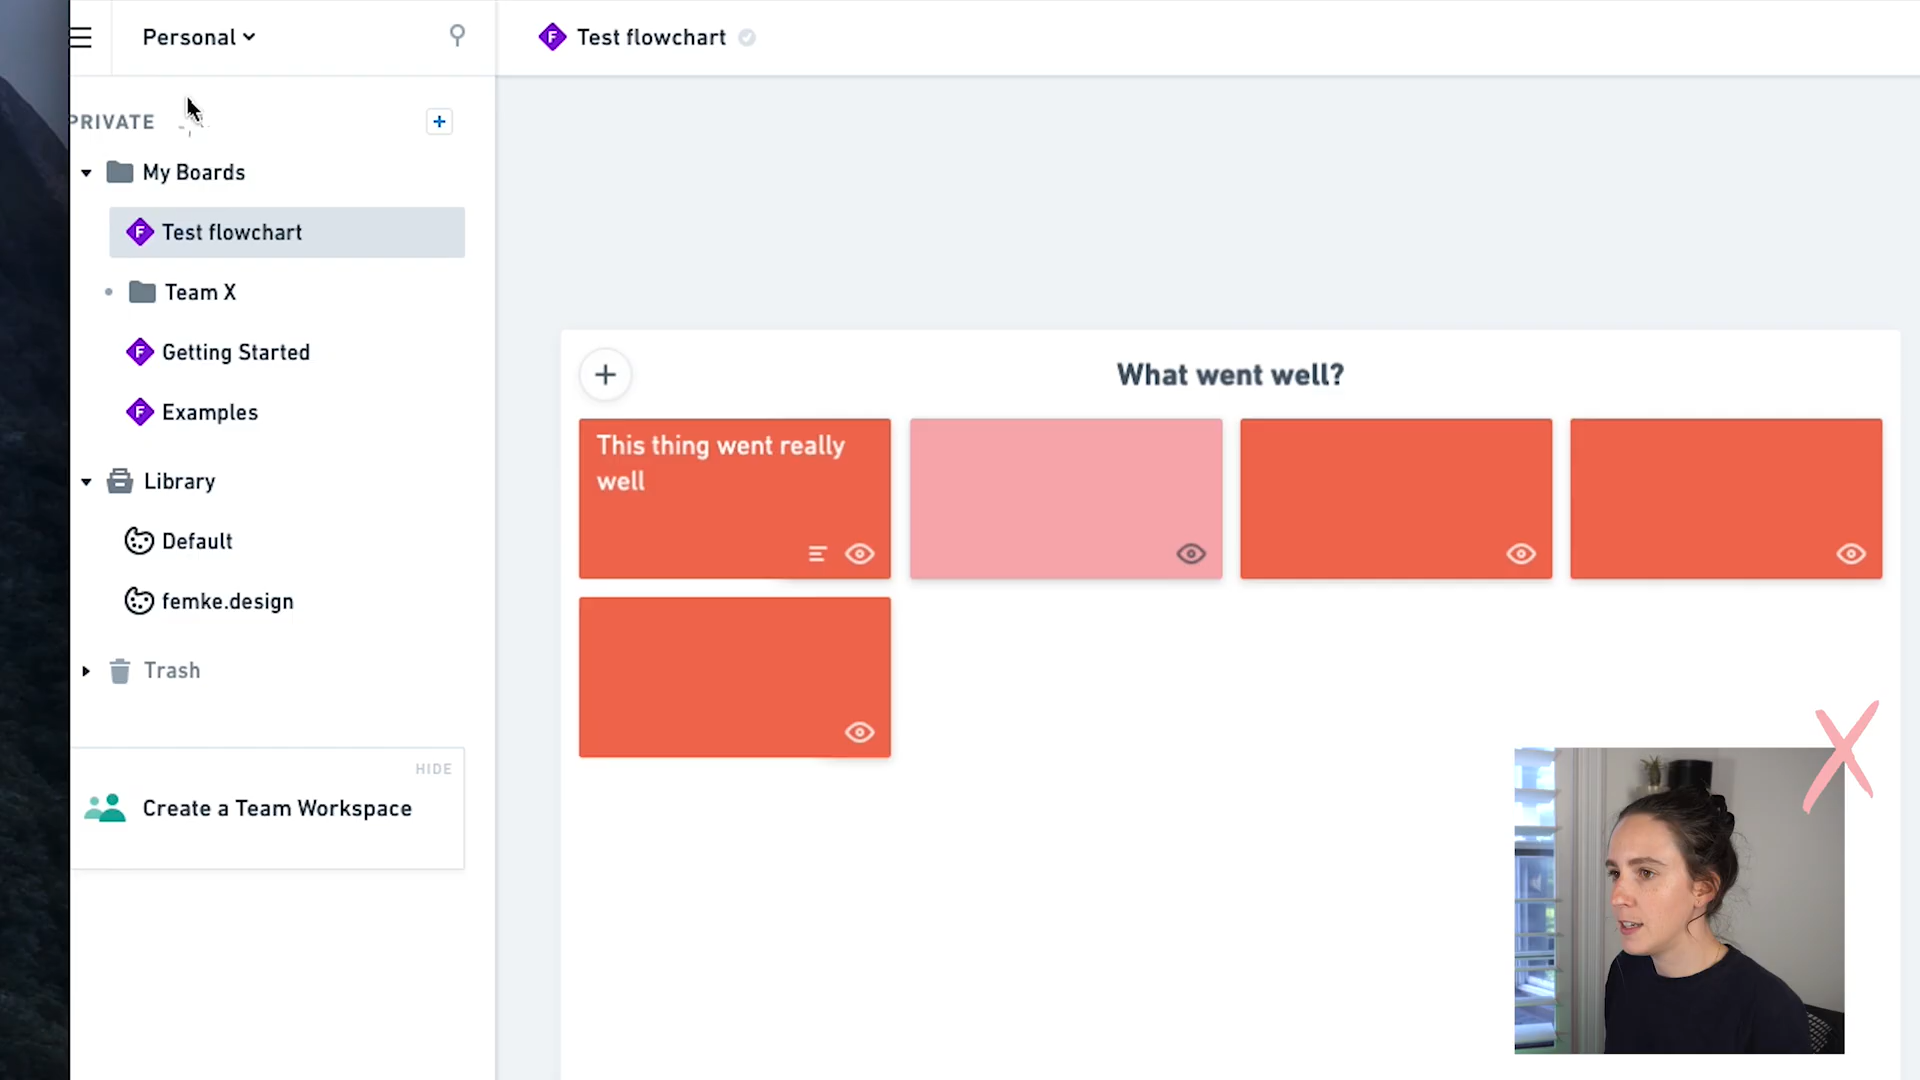 Personal
F Test flowchart
PRIVATE
My Boards
F Test flowchart
Team X
F Getting Started
F Examples
Library
Default
femke.design
Trash
HIDE
Create a Team Workspace
What went well?
This thing went really
well